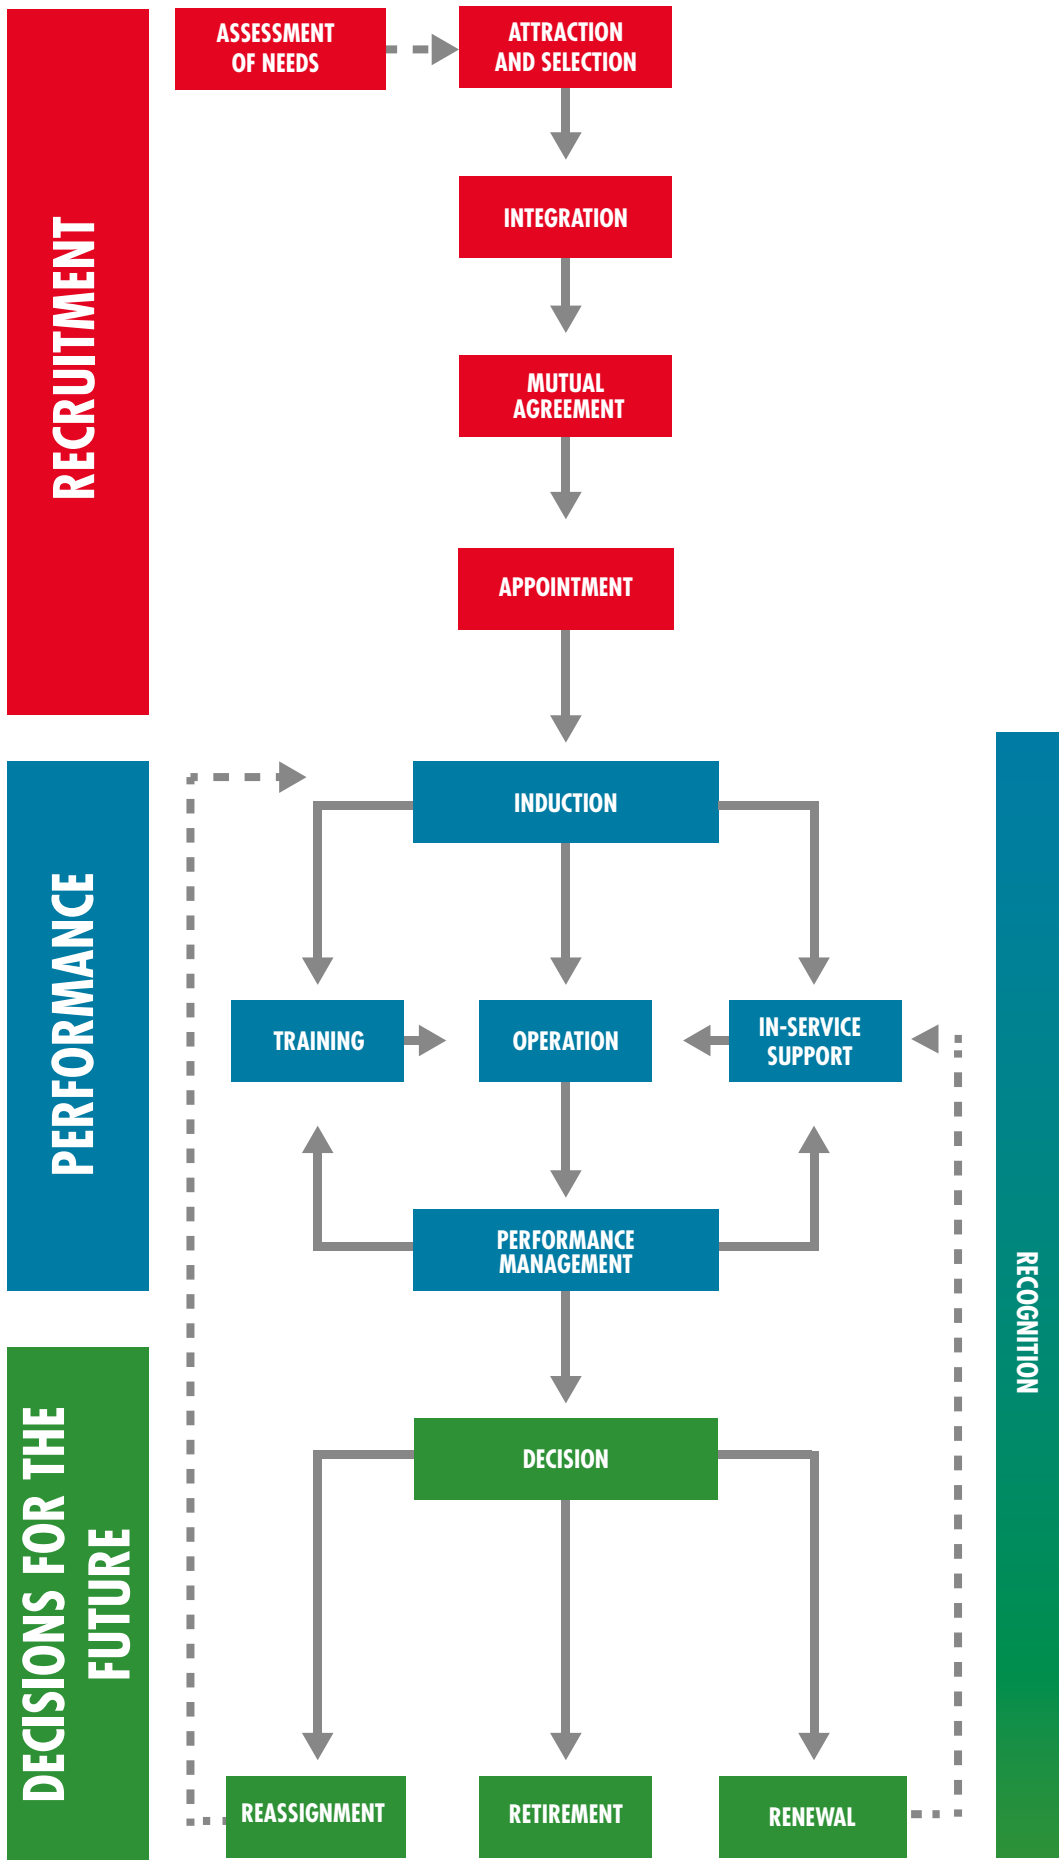 RECRUITMENT
ASSESSMENT
OF NEEDS
ATTRACTION
AND SELECTION
INTEGRATION
MUTUAL
AGREEMENT
APPOINTMENT
PERFORMANCE
INDUCTION
TRAINING
OPERATION
IN-SERVICE
SUPPORT
PERFORMANCE
MANAGEMENT
RECOGNITION
DECISIONS FOR THE
FUTURE
DECISION
REASSIGNMENT
RETIREMENT
RENEWAL